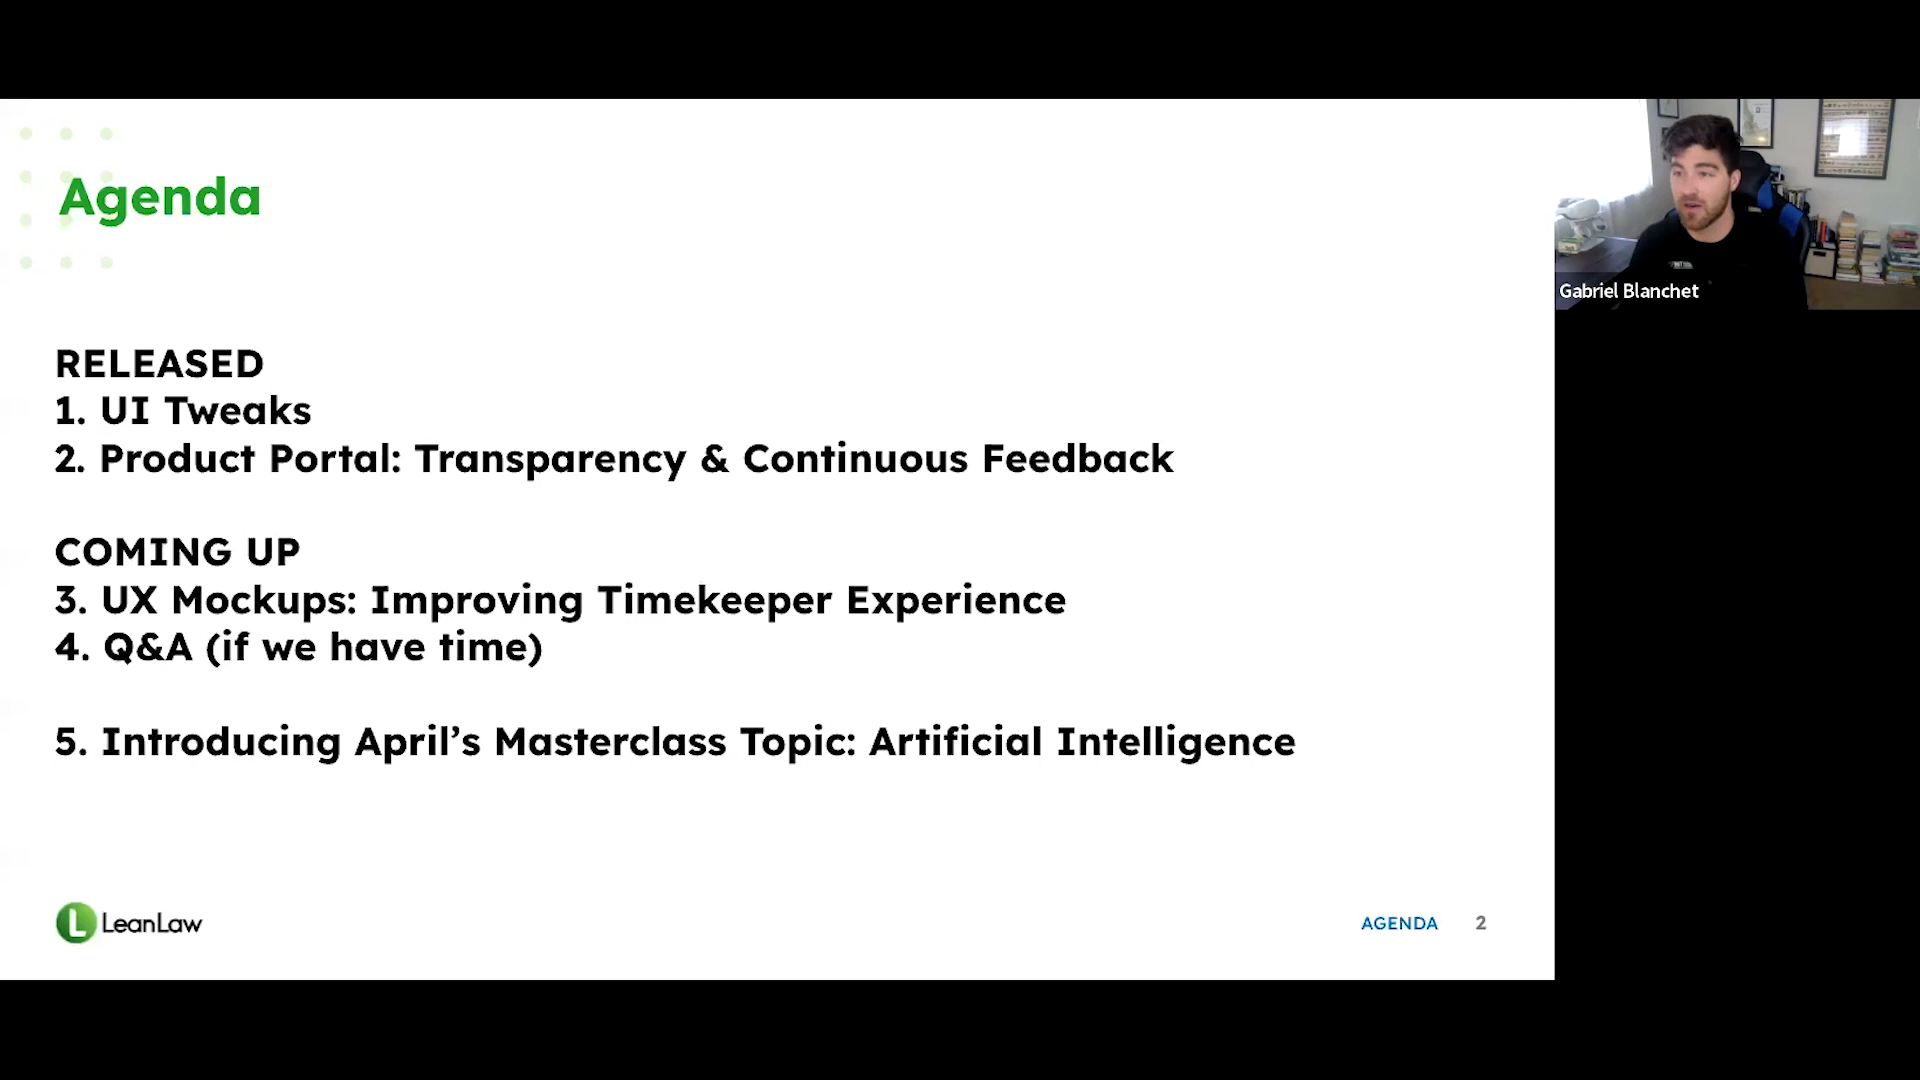 Agenda
RELEASED
1. UI Tweaks
2. Product Portal: Transparency & Continuous Feedback
COMING UP
3. UX Mockups: Improving Timekeeper Experience
4. Q&A (if we have time)
5. Introducing April’s Masterclass Topic: Artificial Intelligence
L LeanLaw
AGENDA 2
Gabriel Blanchet